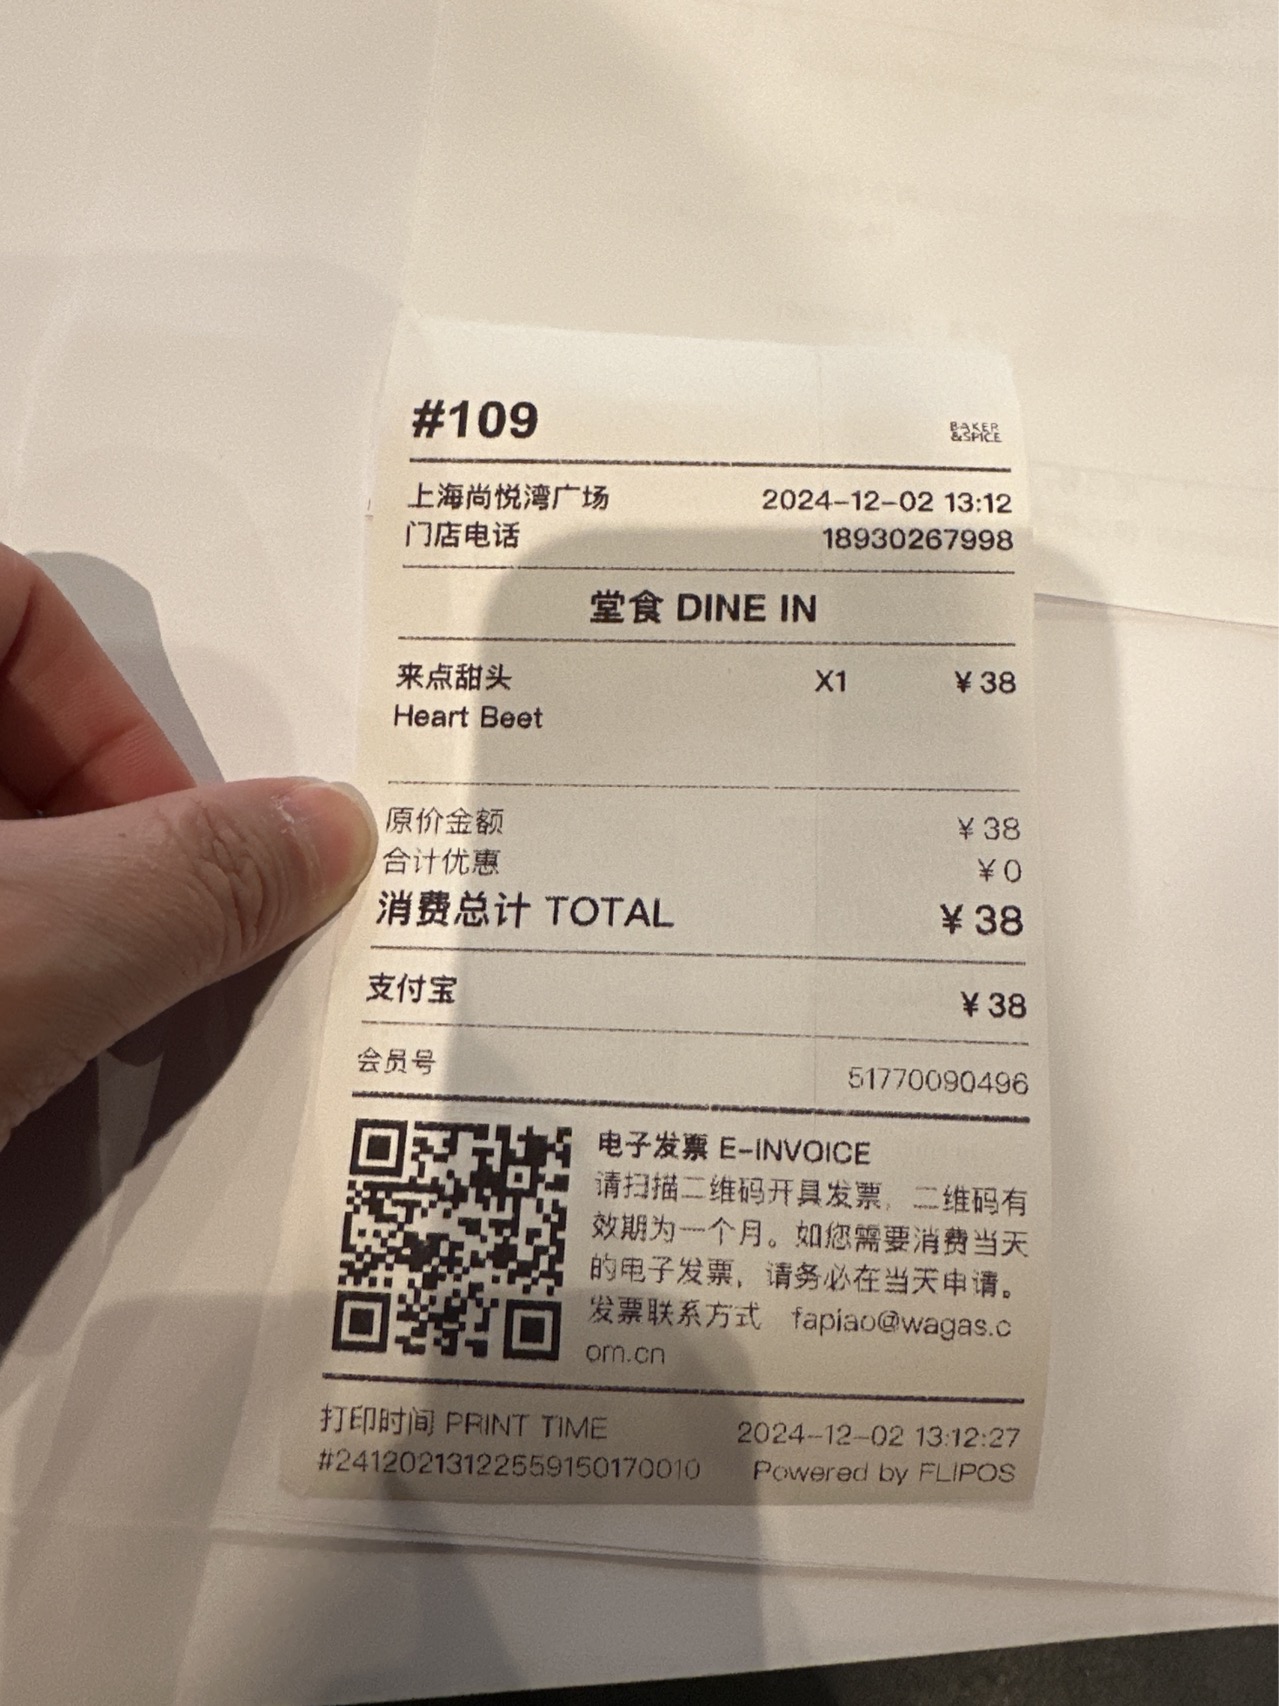 #109
BAKER
&SPICE
上海尚悦湾广场 2024-12-02 13:12
门店电话 18930267998
堂食 DINE IN
来点甜头 X1 ¥38
Heart Beet
原价金额 ¥38
合计优惠 ¥0
消费总计 TOTAL ¥38
支付宝 ¥38
会员号 51770090496
电子发票 E-INVOICE
请扫描二维码开具发票，二维码有
效期为一个月。如您需要消费当天
的电子发票，请务必在当天申请。
发票联系方式 fapiao@wagas.c
om.cn
打印时间 PRINT TIME 2024-12-02 13:12:27
#24120213122559150170010 Powered by FLIPOS